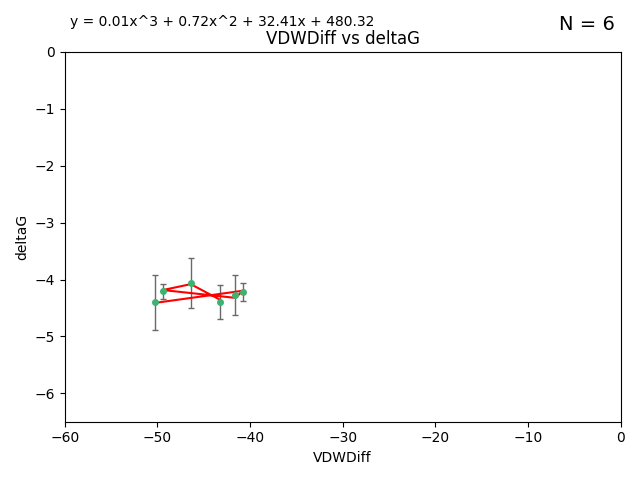 y = 0.01x^3 + 0.72x^2 + 32.41x + 480.32
N = 6
VDWDiff vs deltaG
0
−1
−2
−3
−4
−5
−6
deltaG
−60
−50
−40
−30
−20
−10
0
VDWDiff